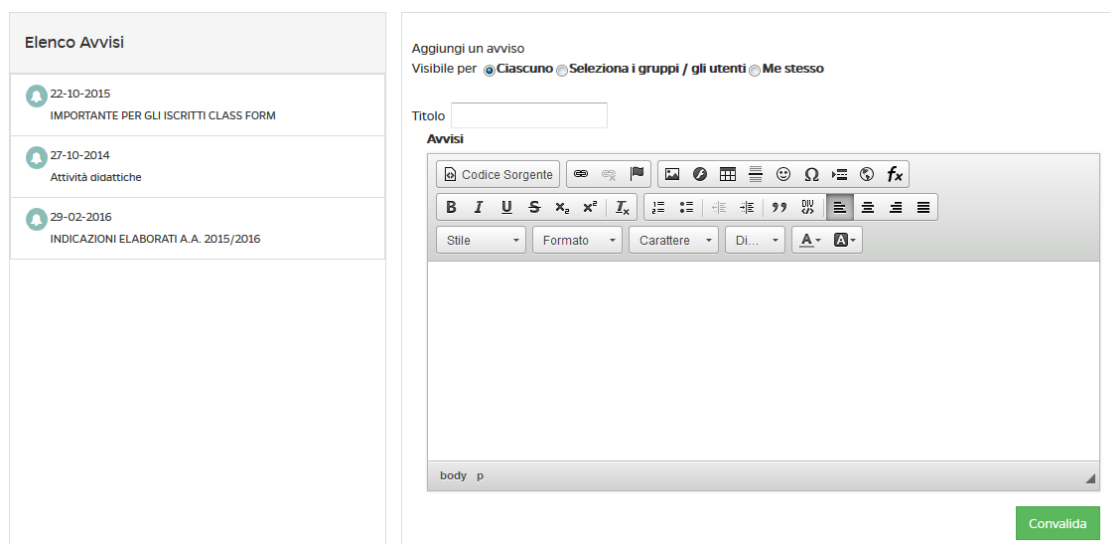 Elenco Avvisi
22-10-2015
IMPORTANTE PER GLI ISCRITTI CLASS FORM
27-10-2014
Attività didattiche
29-02-2016
INDICAZIONI ELABORATI A.A. 2015/2016
Aggiungi un avviso
Visibile per Ciascuno Seleziona i gruppi / gli utenti Me stesso
Titolo
Avvisi
Codice Sorgente
Stile Formato Carattere Di...
body p
Convalida